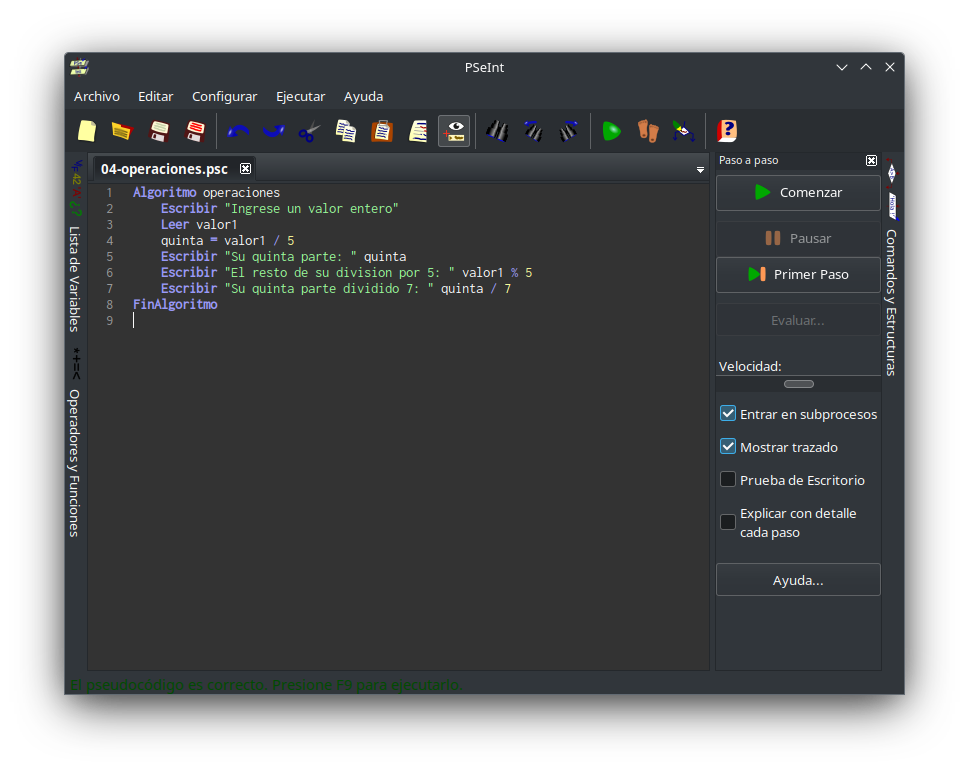 PSeInt
Archivo Editar Configurar Ejecutar Ayuda
04-operaciones.psc
1 Algoritmo operaciones
2 Escribir "Ingrese un valor entero"
3 Leer valor1
4 quinta = valor1 / 5
5 Escribir "Su quinta parte: " quinta
6 Escribir "El resto de su division por 5: " valor1 % 5
7 Escribir "Su quinta parte dividido 7: " quinta / 7
8 FinAlgoritmo
9
Lista de Variables
*+=<
Operadores y Funciones
Paso a paso
Comenzar
Pausar
Primer Paso
Evaluar...
Velocidad:
Entrar en subprocesos
Mostrar trazado
Prueba de Escritorio
Explicar con detalle
cada paso
Ayuda...
Comandos y Estructuras
El pseudocódigo es correcto. Presione F9 para ejecutarlo.